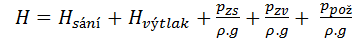 H = H_sání + H_výtlak + p_zs/ρ.g + p_zv/ρ.g + p_pož/ρ.g